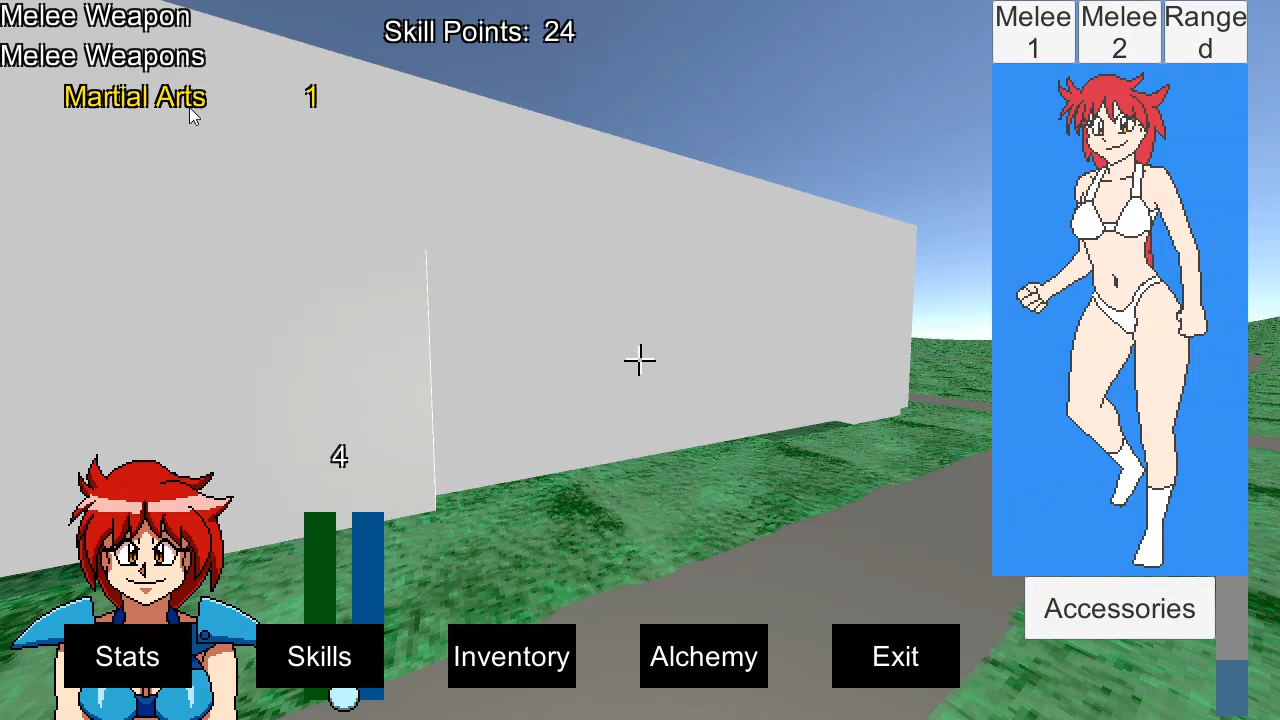 Melee Weapon
Skill Points: 24
Melee
1
Melee
2
Range
d
Melee Weapons
Martial Arts 1
4
Accessories
Stats
Skills
Inventory
Alchemy
Exit